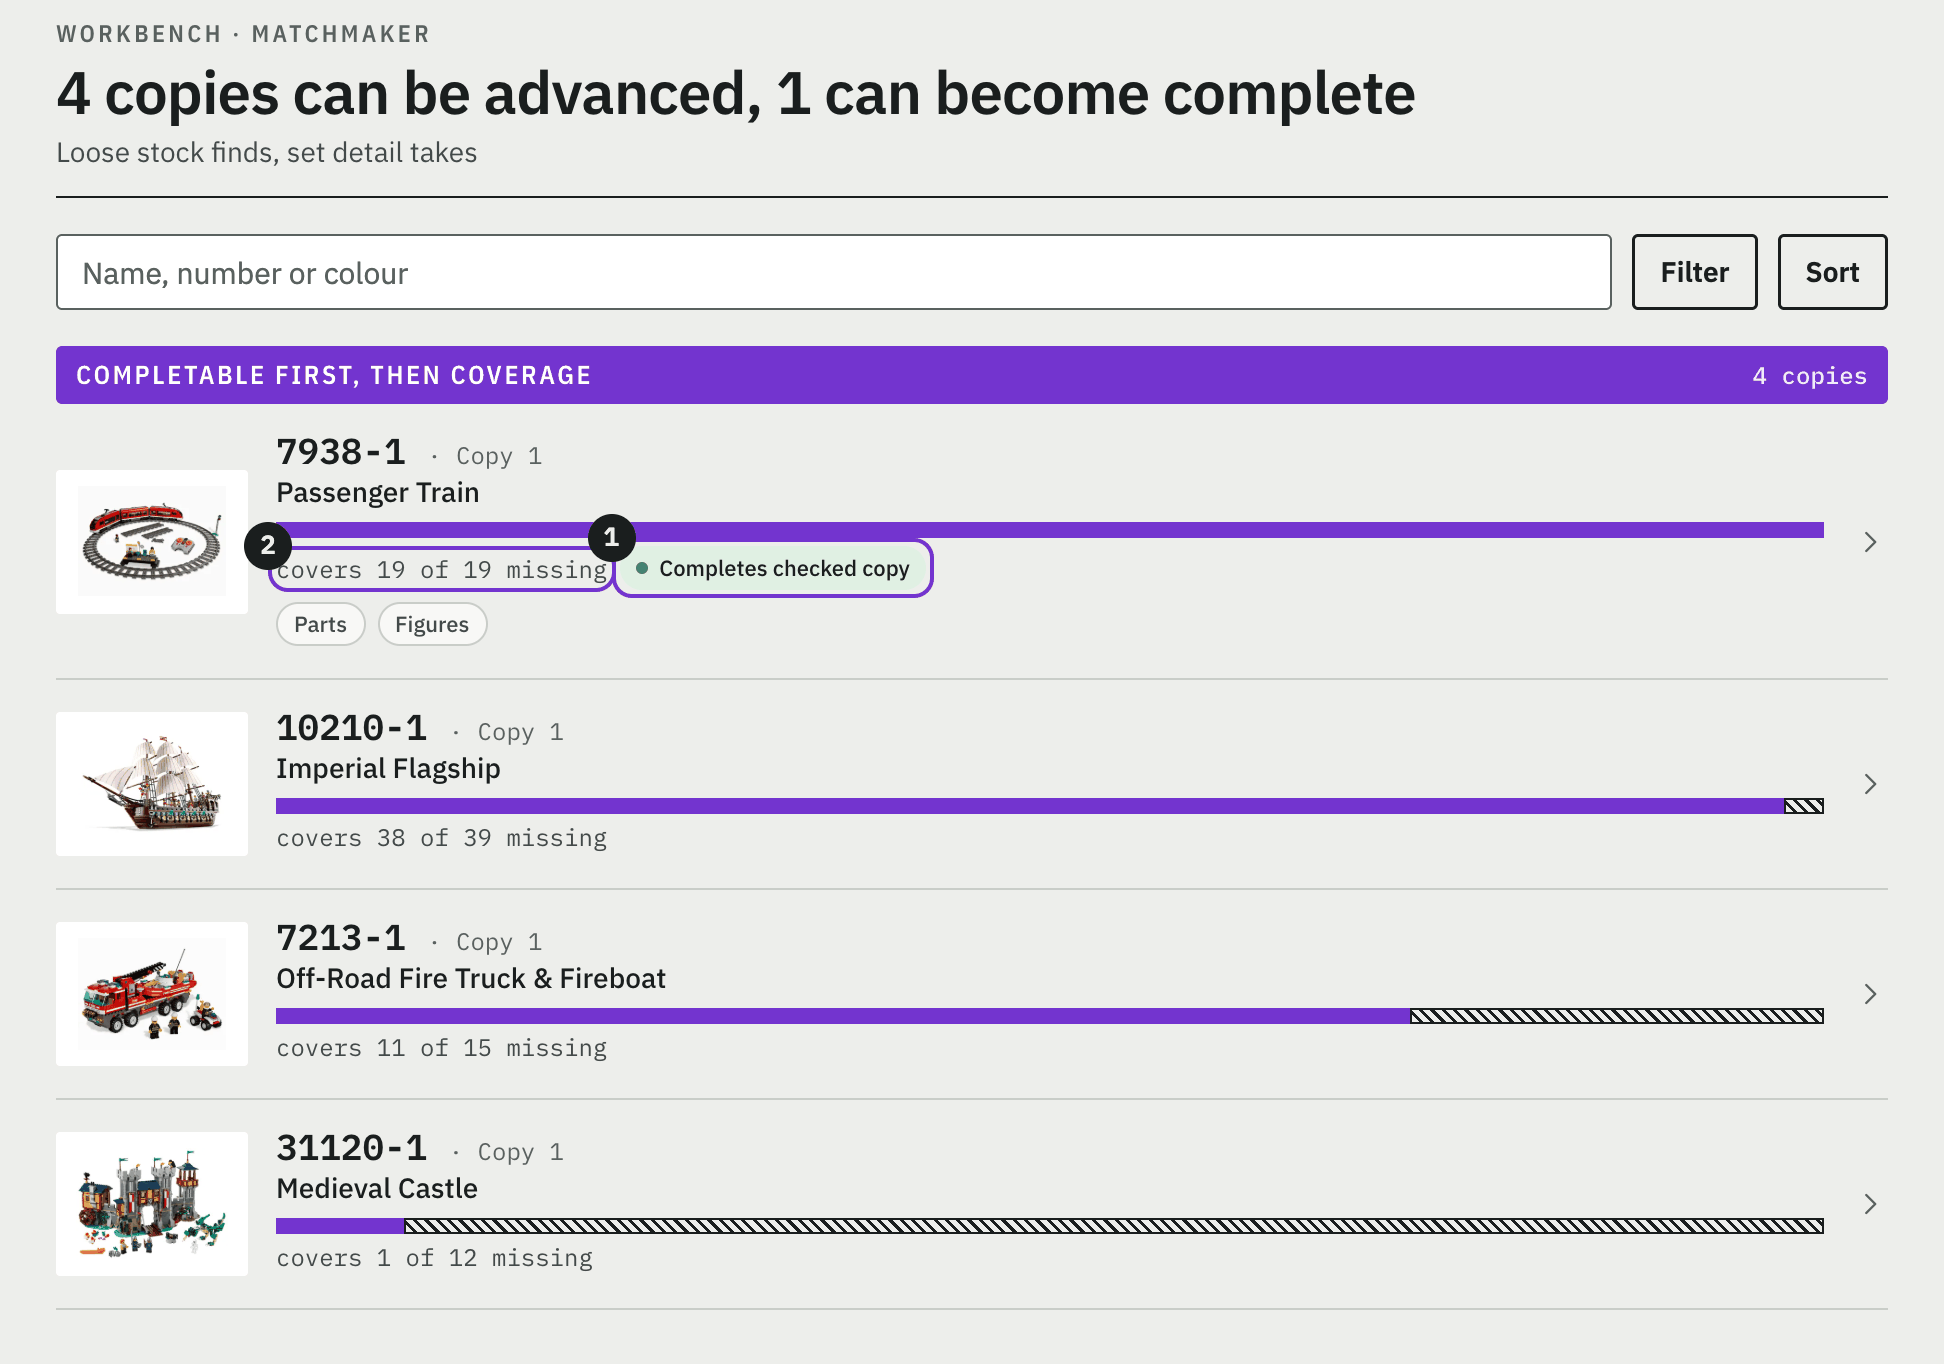 WORKBENCH · MATCHMAKER
4 copies can be advanced, 1 can become complete
Loose stock finds, set detail takes
Name, number or colour
Filter
Sort
COMPLETABLE FIRST, THEN COVERAGE
4 copies
7938-1 · Copy 1
Passenger Train
2
1
covers 19 of 19 missing
Completes checked copy
Parts
Figures
10210-1 · Copy 1
Imperial Flagship
covers 38 of 39 missing
7213-1 · Copy 1
Off-Road Fire Truck & Fireboat
covers 11 of 15 missing
31120-1 · Copy 1
Medieval Castle
covers 1 of 12 missing